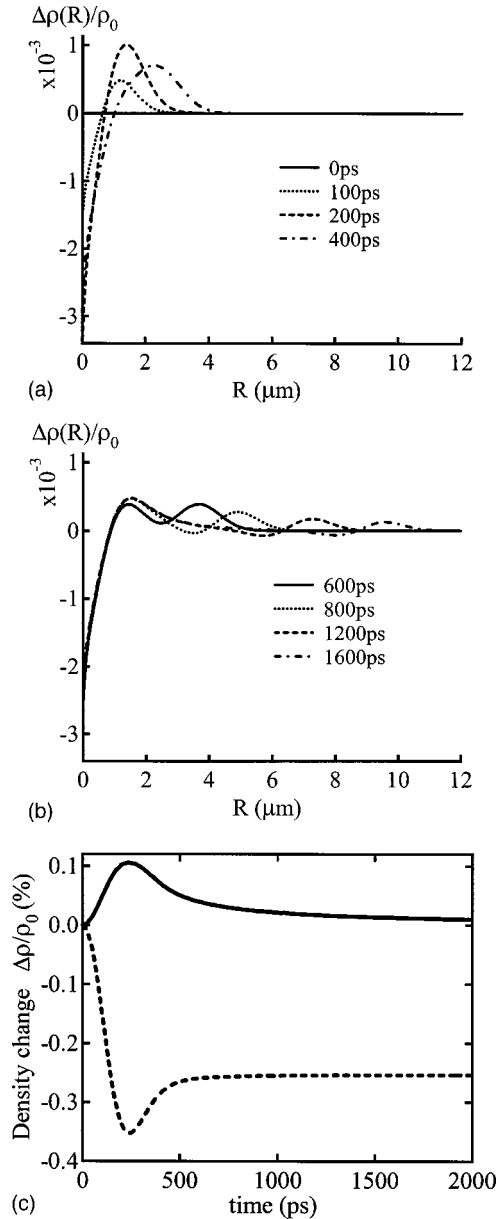 Δρ(R)/ρ0
x10^-3
1
0
-1
-2
-3
0ps
100ps
200ps
400ps
0 2 4 6 8 10 12
R (μm)
(a)
Δρ(R)/ρ0
x10^-3
1
0
-1
-2
-3
600ps
800ps
1200ps
1600ps
0 2 4 6 8 10 12
R (μm)
(b)
Density change Δρ/ρ0 (%)
0.1
0.0
-0.1
-0.2
-0.3
-0.4
0 500 1000 1500 2000
time (ps)
(c)